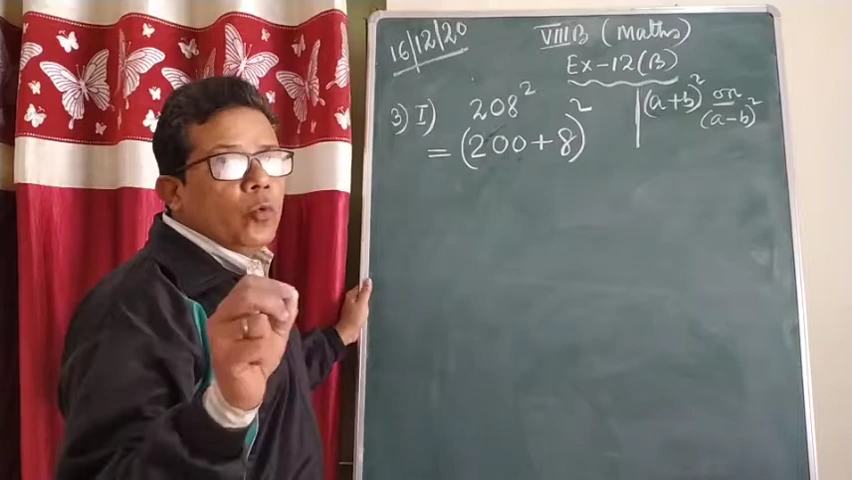 16/12/20 VIII B (Maths)
Ex-12(B)
3) I) 208² | (a+b)² or
= (200+8)² (a-b)²